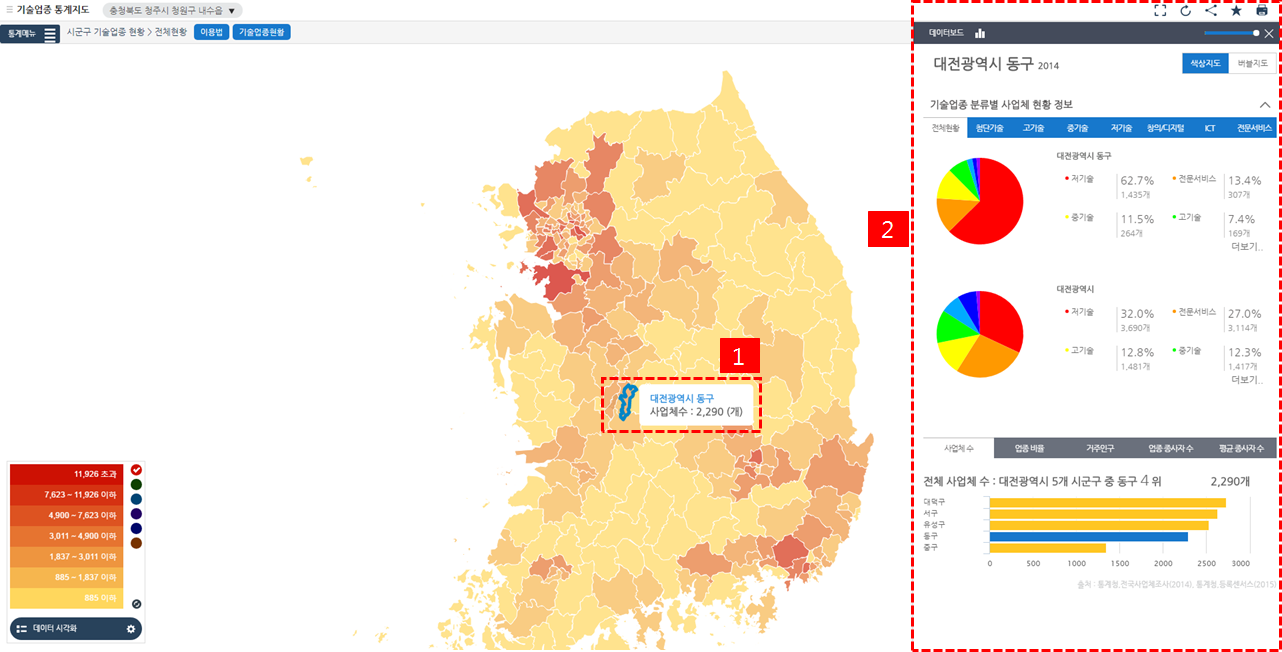 기술업종 통계지도
충청북도 청주시 청원구 내수읍 ▼
통계메뉴
시군구 기술업종 현황 > 전체현황
이용법
기술업종현황
1
대전광역시 동구
사업체수 : 2,290 (개)
11,926 초과
7,623 ~ 11,926 이하
4,900 ~ 7,623 이하
3,011 ~ 4,900 이하
1,837 ~ 3,011 이하
885 ~ 1,837 이하
885 이하
데이터 시각화
2
데이터보드
대전광역시 동구 2014
색상지도
버블지도
기술업종 분류별 사업체 현황 정보
전체현황 첨단기술 고기술 중기술 저기술 창의/디지털 ICT 전문서비스
대전광역시 동구
저기술 62.7% 전문서비스 13.4%
1,435개 307개
중기술 11.5% 고기술 7.4%
264개 169개
더보기..
대전광역시
저기술 32.0% 전문서비스 27.0%
3,690개 3,114개
고기술 12.8% 중기술 12.3%
1,481개 1,417개
더보기..
사업체 수 업종 비율 거주인구 업종 종사자 수 평균 종사자 수
전체 사업체 수 : 대전광역시 5개 시군구 중 동구 4 위 2,290개
대덕구
서구
유성구
동구
중구
0 500 1000 1500 2000 2500 3000
출처 : 통계청,전국사업체조사(2014), 통계청,등록센서스(2015)